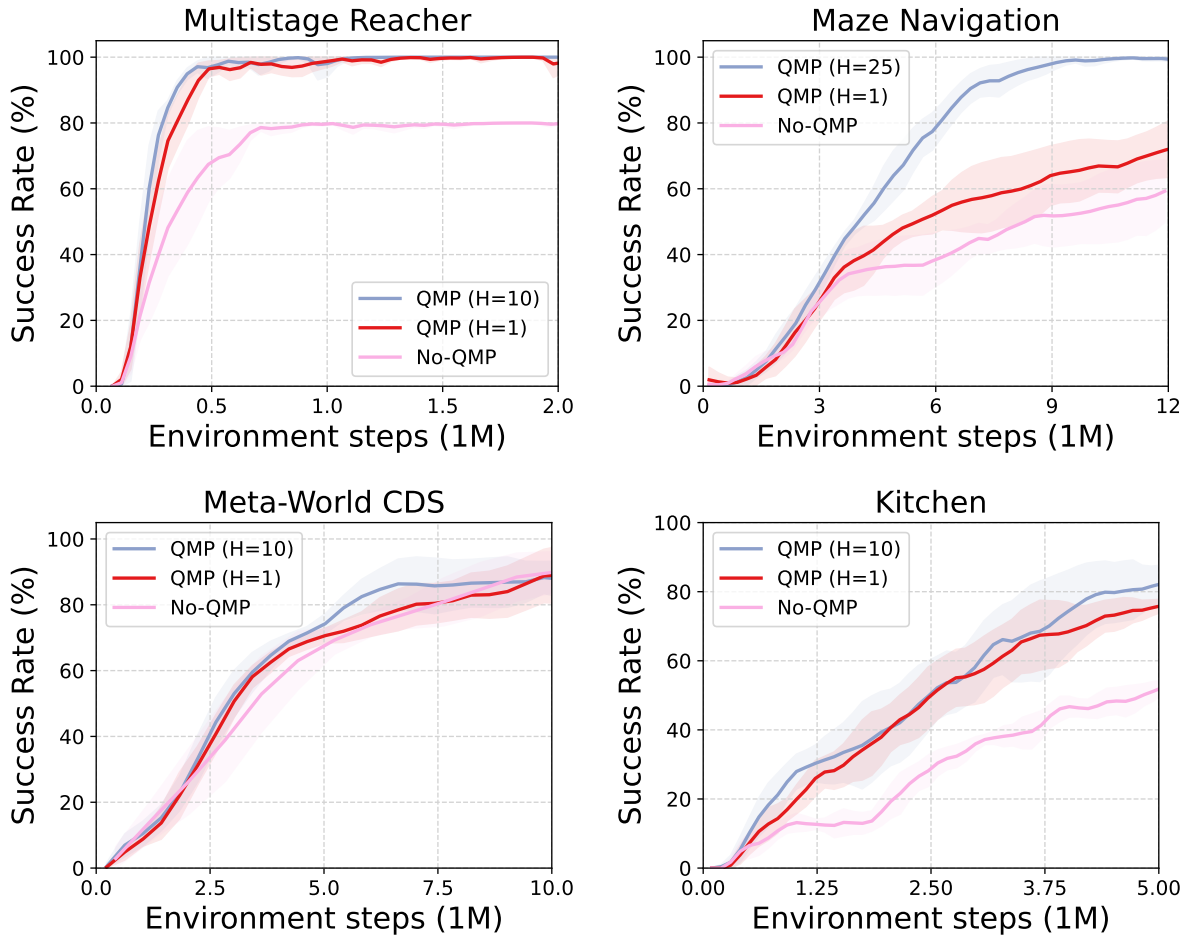 Multistage Reacher
Success Rate (%)
100
80
60
40
20
0
QMP (H=10)
QMP (H=1)
No-QMP
0.0 0.5 1.0 1.5 2.0
Environment steps (1M)
Maze Navigation
Success Rate (%)
100
80
60
40
20
0
QMP (H=25)
QMP (H=1)
No-QMP
0 3 6 9 12
Environment steps (1M)
Meta-World CDS
Success Rate (%)
100
80
60
40
20
0
QMP (H=10)
QMP (H=1)
No-QMP
0.0 2.5 5.0 7.5 10.0
Environment steps (1M)
Kitchen
Success Rate (%)
100
80
60
40
20
0
QMP (H=10)
QMP (H=1)
No-QMP
0.00 1.25 2.50 3.75 5.00
Environment steps (1M)